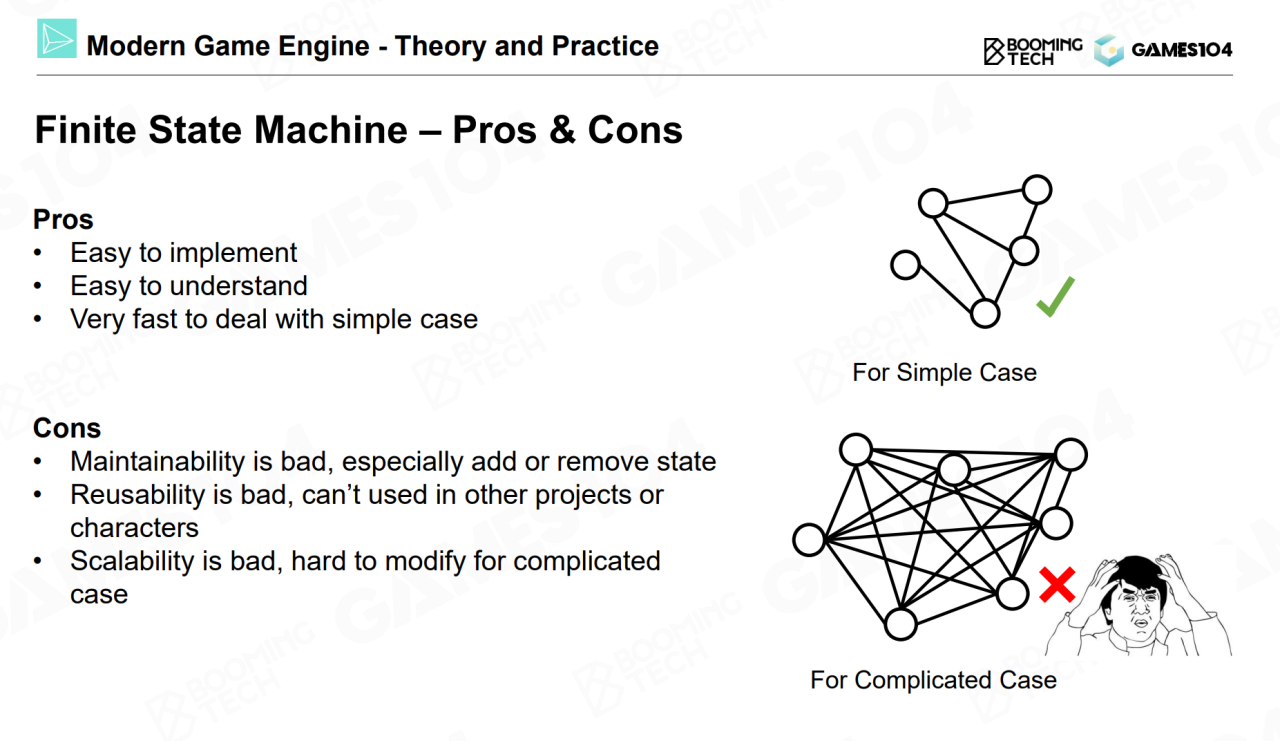 Modern Game Engine - Theory and Practice
BOOMING
TECH
GAMES104
Finite State Machine – Pros & Cons
Pros
• Easy to implement
• Easy to understand
• Very fast to deal with simple case
For Simple Case
Cons
• Maintainability is bad, especially add or remove state
• Reusability is bad, can’t used in other projects or
characters
• Scalability is bad, hard to modify for complicated
case
For Complicated Case